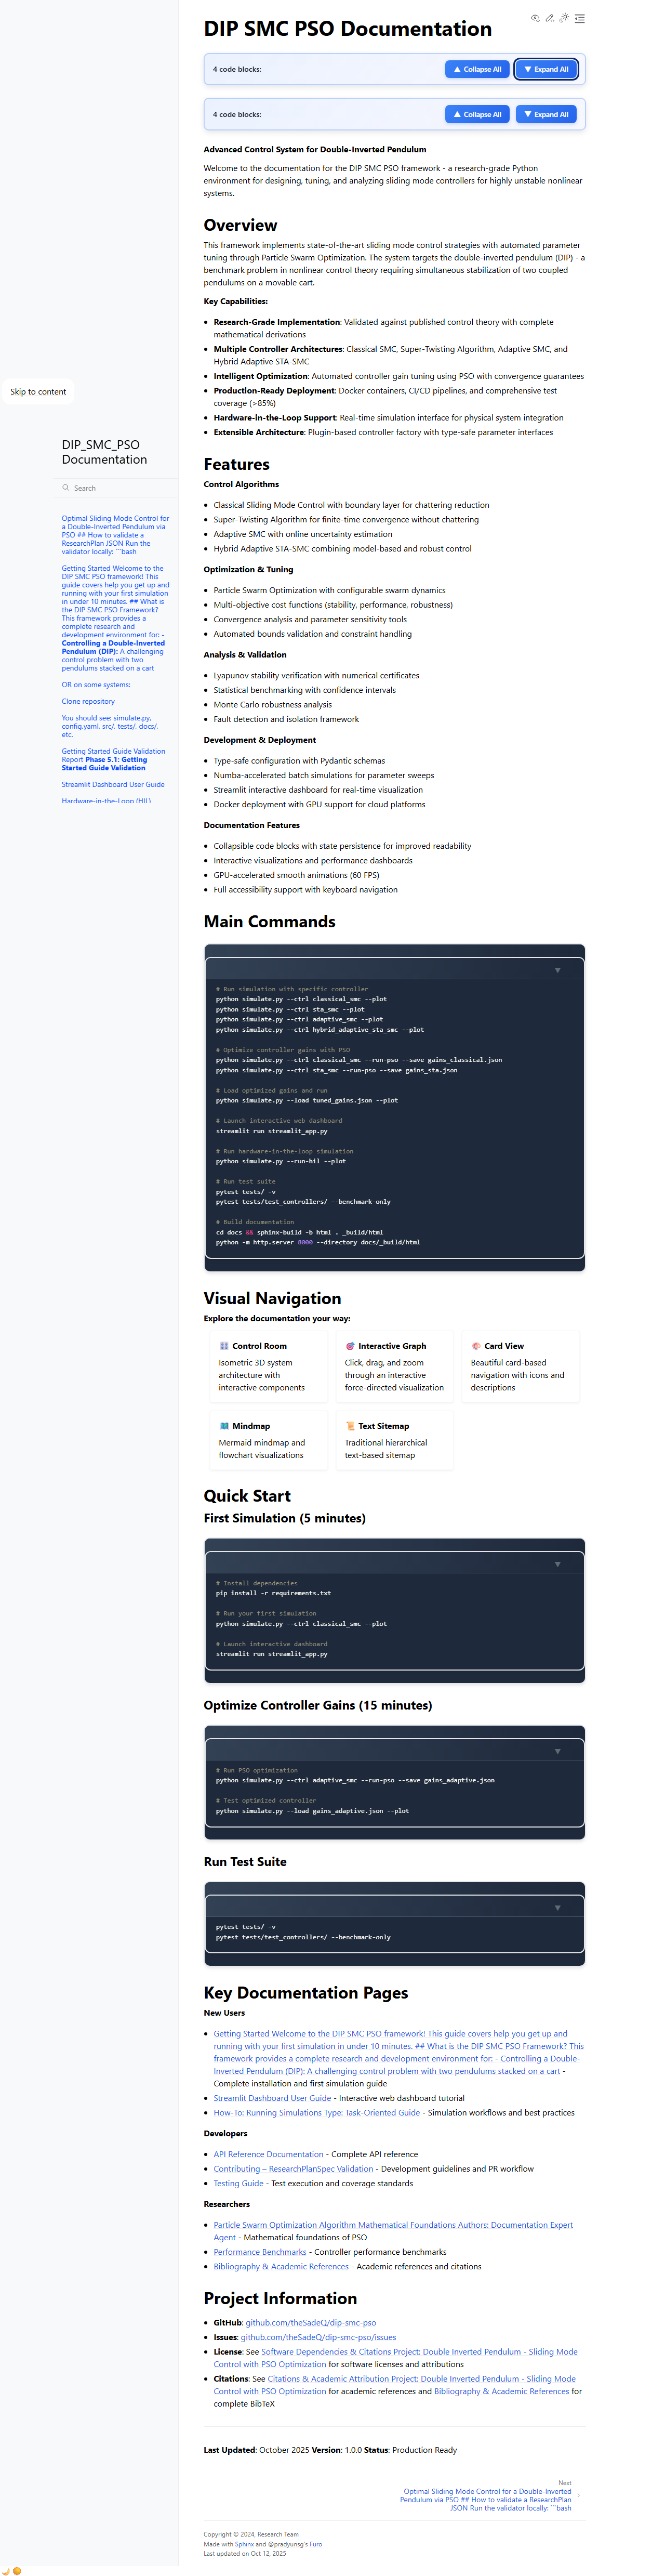 Skip to content
DIP_SMC_PSO
Documentation
Search
Optimal Sliding Mode Control for
a Double-Inverted Pendulum via
PSO ## How to validate a
ResearchPlan JSON Run the
validator locally: ```bash
Getting Started Welcome to the
DIP SMC PSO framework! This
guide covers help you get up and
running with your first simulation
in under 10 minutes. ## What is
the DIP SMC PSO Framework?
This framework provides a
complete research and
development environment for: -
Controlling a Double-Inverted
Pendulum (DIP): A challenging
control problem with two
pendulums stacked on a cart
OR on some systems:
Clone repository
You should see: simulate.py,
config.yaml, src/, tests/, docs/,
etc.
Getting Started Guide Validation
Report Phase 5.1: Getting
Started Guide Validation
Streamlit Dashboard User Guide
Hardware-in-the-Loop (HIL)
DIP SMC PSO Documentation
4 code blocks:
▲ Collapse All
▼ Expand All
4 code blocks:
▲ Collapse All
▼ Expand All
Advanced Control System for Double-Inverted Pendulum
Welcome to the documentation for the DIP SMC PSO framework - a research-grade Python
environment for designing, tuning, and analyzing sliding mode controllers for highly unstable nonlinear
systems.
Overview
This framework implements state-of-the-art sliding mode control strategies with automated parameter
tuning through Particle Swarm Optimization. The system targets the double-inverted pendulum (DIP) - a
benchmark problem in nonlinear control theory requiring simultaneous stabilization of two coupled
pendulums on a movable cart.
Key Capabilities:
• Research-Grade Implementation: Validated against published control theory with complete
mathematical derivations
• Multiple Controller Architectures: Classical SMC, Super-Twisting Algorithm, Adaptive SMC, and
Hybrid Adaptive STA-SMC
• Intelligent Optimization: Automated controller gain tuning using PSO with convergence guarantees
• Production-Ready Deployment: Docker containers, CI/CD pipelines, and comprehensive test
coverage (>85%)
• Hardware-in-the-Loop Support: Real-time simulation interface for physical system integration
• Extensible Architecture: Plugin-based controller factory with type-safe parameter interfaces
Features
Control Algorithms
• Classical Sliding Mode Control with boundary layer for chattering reduction
• Super-Twisting Algorithm for finite-time convergence without chattering
• Adaptive SMC with online uncertainty estimation
• Hybrid Adaptive STA-SMC combining model-based and robust control
Optimization & Tuning
• Particle Swarm Optimization with configurable swarm dynamics
• Multi-objective cost functions (stability, performance, robustness)
• Convergence analysis and parameter sensitivity tools
• Automated bounds validation and constraint handling
Analysis & Validation
• Lyapunov stability verification with numerical certificates
• Statistical benchmarking with confidence intervals
• Monte Carlo robustness analysis
• Fault detection and isolation framework
Development & Deployment
• Type-safe configuration with Pydantic schemas
• Numba-accelerated batch simulations for parameter sweeps
• Streamlit interactive dashboard for real-time visualization
• Docker deployment with GPU support for cloud platforms
Documentation Features
• Collapsible code blocks with state persistence for improved readability
• Interactive visualizations and performance dashboards
• GPU-accelerated smooth animations (60 FPS)
• Full accessibility support with keyboard navigation
Main Commands
# Run simulation with specific controller
python simulate.py --ctrl classical_smc --plot
python simulate.py --ctrl sta_smc --plot
python simulate.py --ctrl adaptive_smc --plot
python simulate.py --ctrl hybrid_adaptive_sta_smc --plot
# Optimize controller gains with PSO
python simulate.py --ctrl classical_smc --run-pso --save gains_classical.json
python simulate.py --ctrl sta_smc --run-pso --save gains_sta.json
# Load optimized gains and run
python simulate.py --load tuned_gains.json --plot
# Launch interactive web dashboard
streamlit run streamlit_app.py
# Run hardware-in-the-loop simulation
python simulate.py --run-hil --plot
# Run test suite
pytest tests/ -v
pytest tests/test_controllers/ --benchmark-only
# Build documentation
cd docs && sphinx-build -b html . _build/html
python -m http.server 8000 --directory docs/_build/html
Visual Navigation
Explore the documentation your way:
Control Room
Isometric 3D system
architecture with
interactive components
Interactive Graph
Click, drag, and zoom
through an interactive
force-directed visualization
Card View
Beautiful card-based
navigation with icons and
descriptions
Mindmap
Mermaid mindmap and
flowchart visualizations
Text Sitemap
Traditional hierarchical
text-based sitemap
Quick Start
First Simulation (5 minutes)
# Install dependencies
pip install -r requirements.txt
# Run your first simulation
python simulate.py --ctrl classical_smc --plot
# Launch interactive dashboard
streamlit run streamlit_app.py
Optimize Controller Gains (15 minutes)
# Run PSO optimization
python simulate.py --ctrl adaptive_smc --run-pso --save gains_adaptive.json
# Test optimized controller
python simulate.py --load gains_adaptive.json --plot
Run Test Suite
pytest tests/ -v
pytest tests/test_controllers/ --benchmark-only
Key Documentation Pages
New Users
• Getting Started Welcome to the DIP SMC PSO framework! This guide covers help you get up and
running with your first simulation in under 10 minutes. ## What is the DIP SMC PSO Framework? This
framework provides a complete research and development environment for: - Controlling a Double-
Inverted Pendulum (DIP): A challenging control problem with two pendulums stacked on a cart -
Complete installation and first simulation guide
• Streamlit Dashboard User Guide - Interactive web dashboard tutorial
• How-To: Running Simulations Type: Task-Oriented Guide - Simulation workflows and best practices
Developers
• API Reference Documentation - Complete API reference
• Contributing – ResearchPlanSpec Validation - Development guidelines and PR workflow
• Testing Guide - Test execution and coverage standards
Researchers
• Particle Swarm Optimization Algorithm Mathematical Foundations Authors: Documentation Expert
Agent - Mathematical foundations of PSO
• Performance Benchmarks - Controller performance benchmarks
• Bibliography & Academic References - Academic references and citations
Project Information
• GitHub: github.com/theSadeQ/dip-smc-pso
• Issues: github.com/theSadeQ/dip-smc-pso/issues
• License: See Software Dependencies & Citations Project: Double Inverted Pendulum - Sliding Mode
Control with PSO Optimization for software licenses and attributions
• Citations: See Citations & Academic Attribution Project: Double Inverted Pendulum - Sliding Mode
Control with PSO Optimization for academic references and Bibliography & Academic References for
complete BibTeX
Last Updated: October 2025 Version: 1.0.0 Status: Production Ready
Next
Optimal Sliding Mode Control for a Double-Inverted
Pendulum via PSO ## How to validate a ResearchPlan
JSON Run the validator locally: ```bash
Copyright © 2024, Research Team
Made with Sphinx and @pradyunsg's Furo
Last updated on Oct 12, 2025